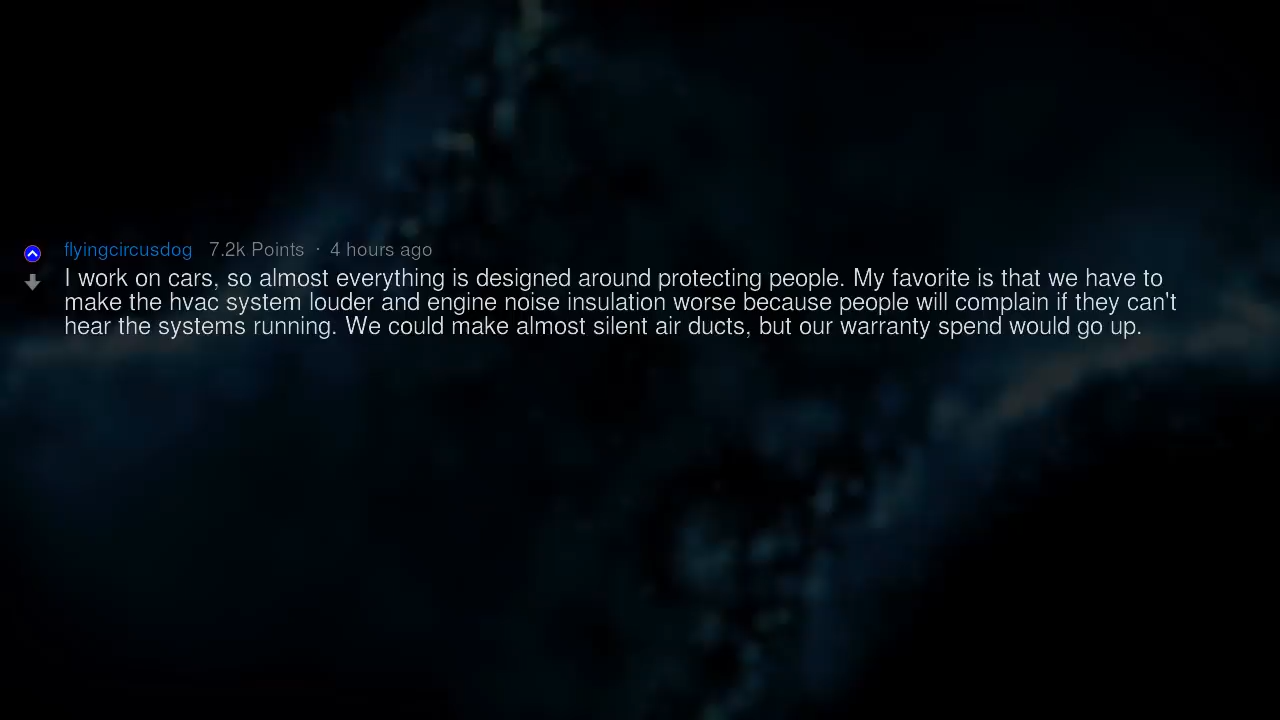 flyingcircusdog 7.2k Points · 4 hours ago
I work on cars, so almost everything is designed around protecting people. My favorite is that we have to
make the hvac system louder and engine noise insulation worse because people will complain if they can't
hear the systems running. We could make almost silent air ducts, but our warranty spend would go up.